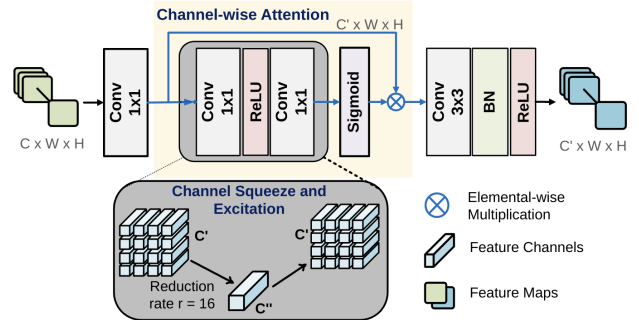 Channel-wise Attention
C' x W x H
C x W x H
Conv
1x1
Conv
1x1
ReLU
Conv
1x1
Sigmoid
Conv
3x3
BN
ReLU
C' x W x H
Channel Squeeze and
Excitation
C'
C'
Reduction
rate r = 16
C"
Elemental-wise
Multiplication
Feature Channels
Feature Maps